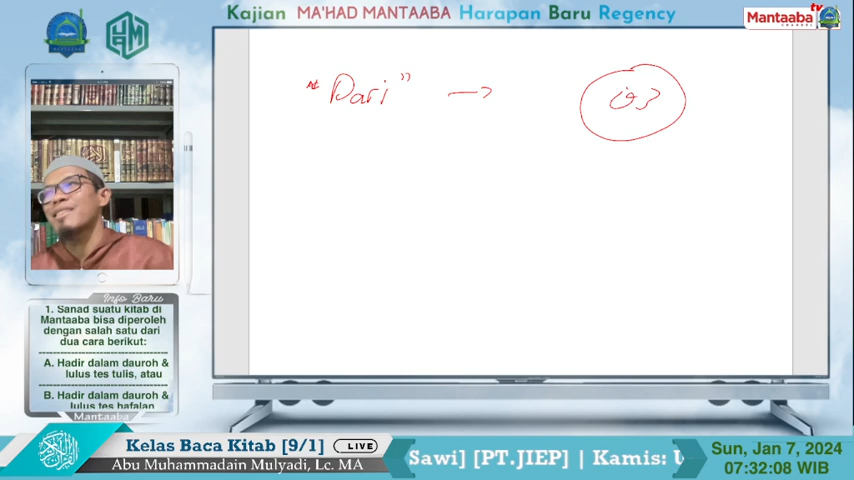 Kajian MA'HAD MANTAABA Harapan Baru Regency
Mantaaba tv
CHANNEL
"Dari" →
Info Baru
1. Sanad suatu kitab di
Mantaaba bisa diperoleh
dengan salah satu dari
dua cara berikut:
A. Hadir dalam dauroh &
lulus tes tulis, atau
B. Hadir dalam dauroh &
lulus tes hafalan
Mantaaba
Kelas Baca Kitab [9/1] LIVE
Abu Muhammadain Mulyadi, Lc. MA
Sawi] [PT.JIEP] | Kamis:
Sun, Jan 7, 2024
07:32:08 WIB